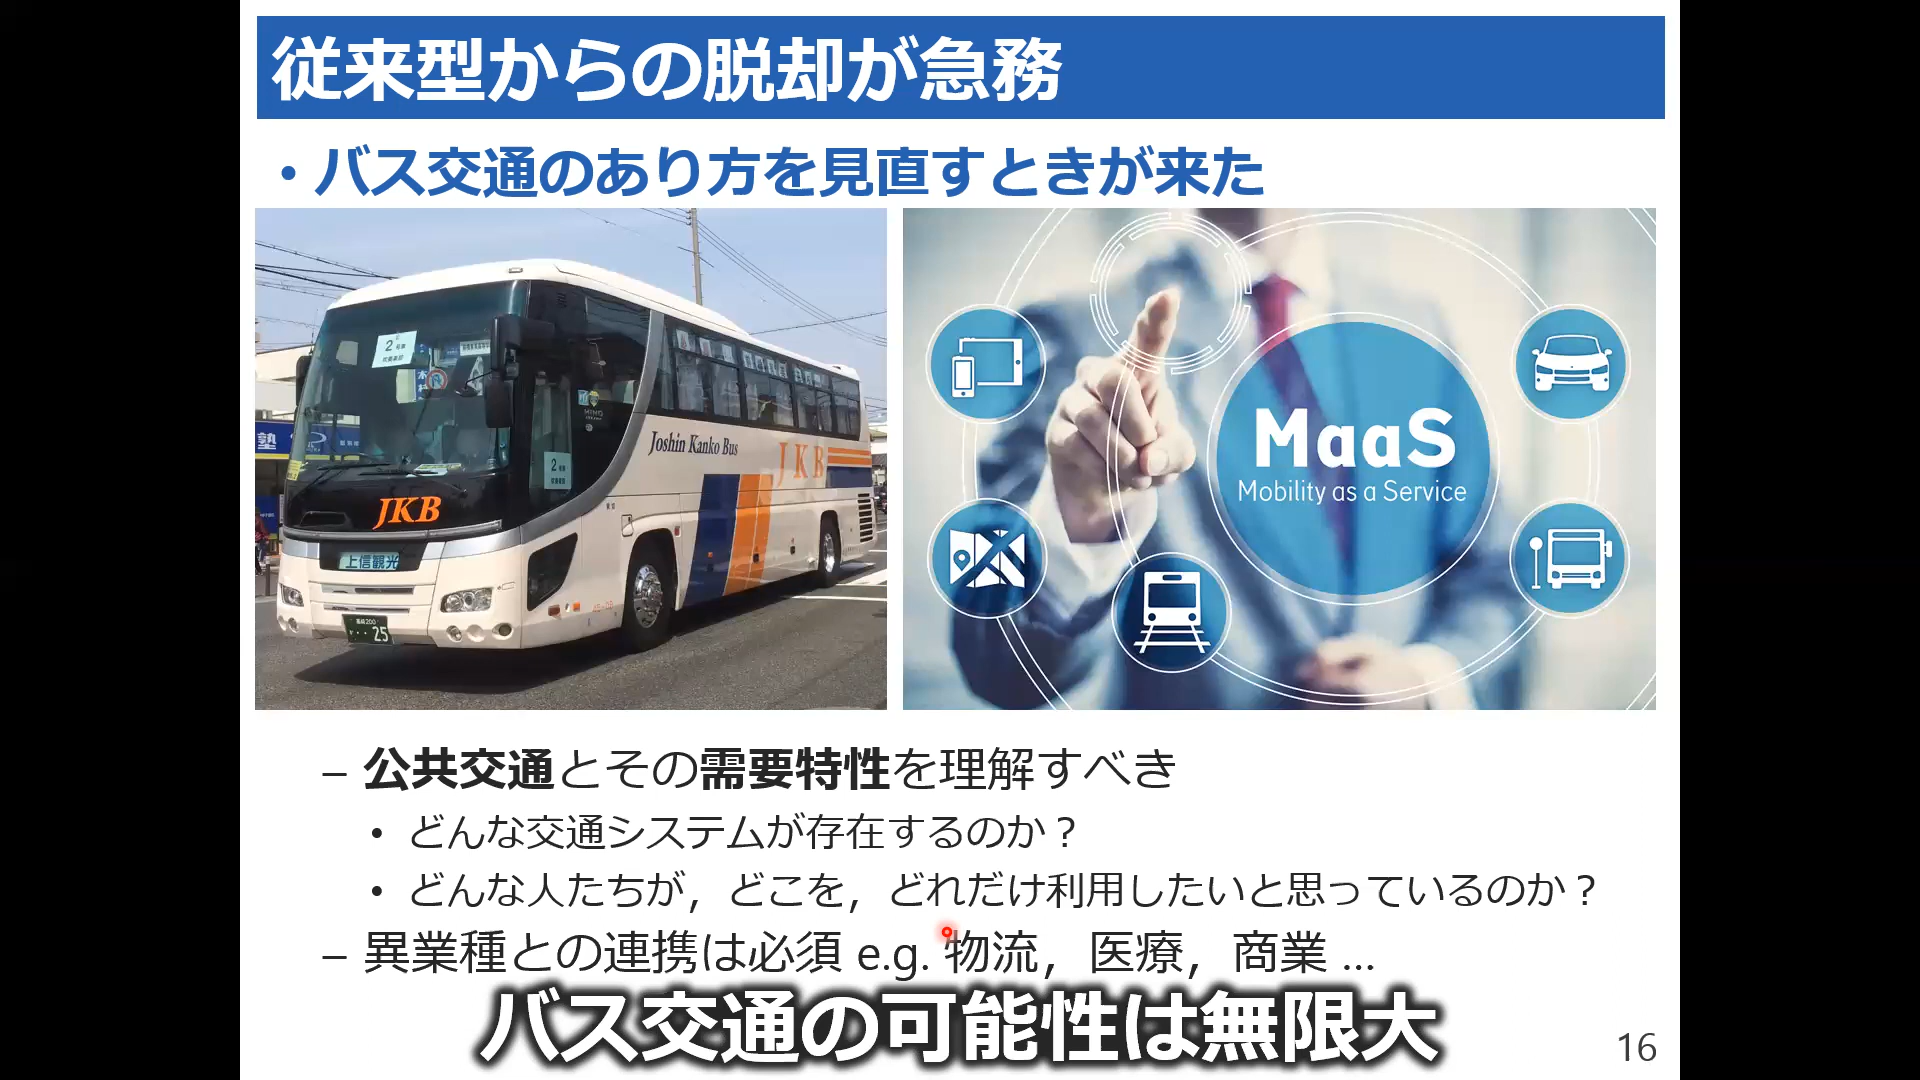 従来型からの脱却が急務
・バス交通のあり方を見直すときが来た
2
Joshin Kanko Bus
JKB
2
JKB
上信観光
25
MaaS
Mobility as a Service
– 公共交通とその需要特性を理解すべき
• どんな交通システムが存在するのか？
• どんな人たちが，どこを，どれだけ利用したいと思っているのか？
– 異業種との連携は必須 e.g. 物流，医療，商業 ...
バス交通の可能性は無限大
16